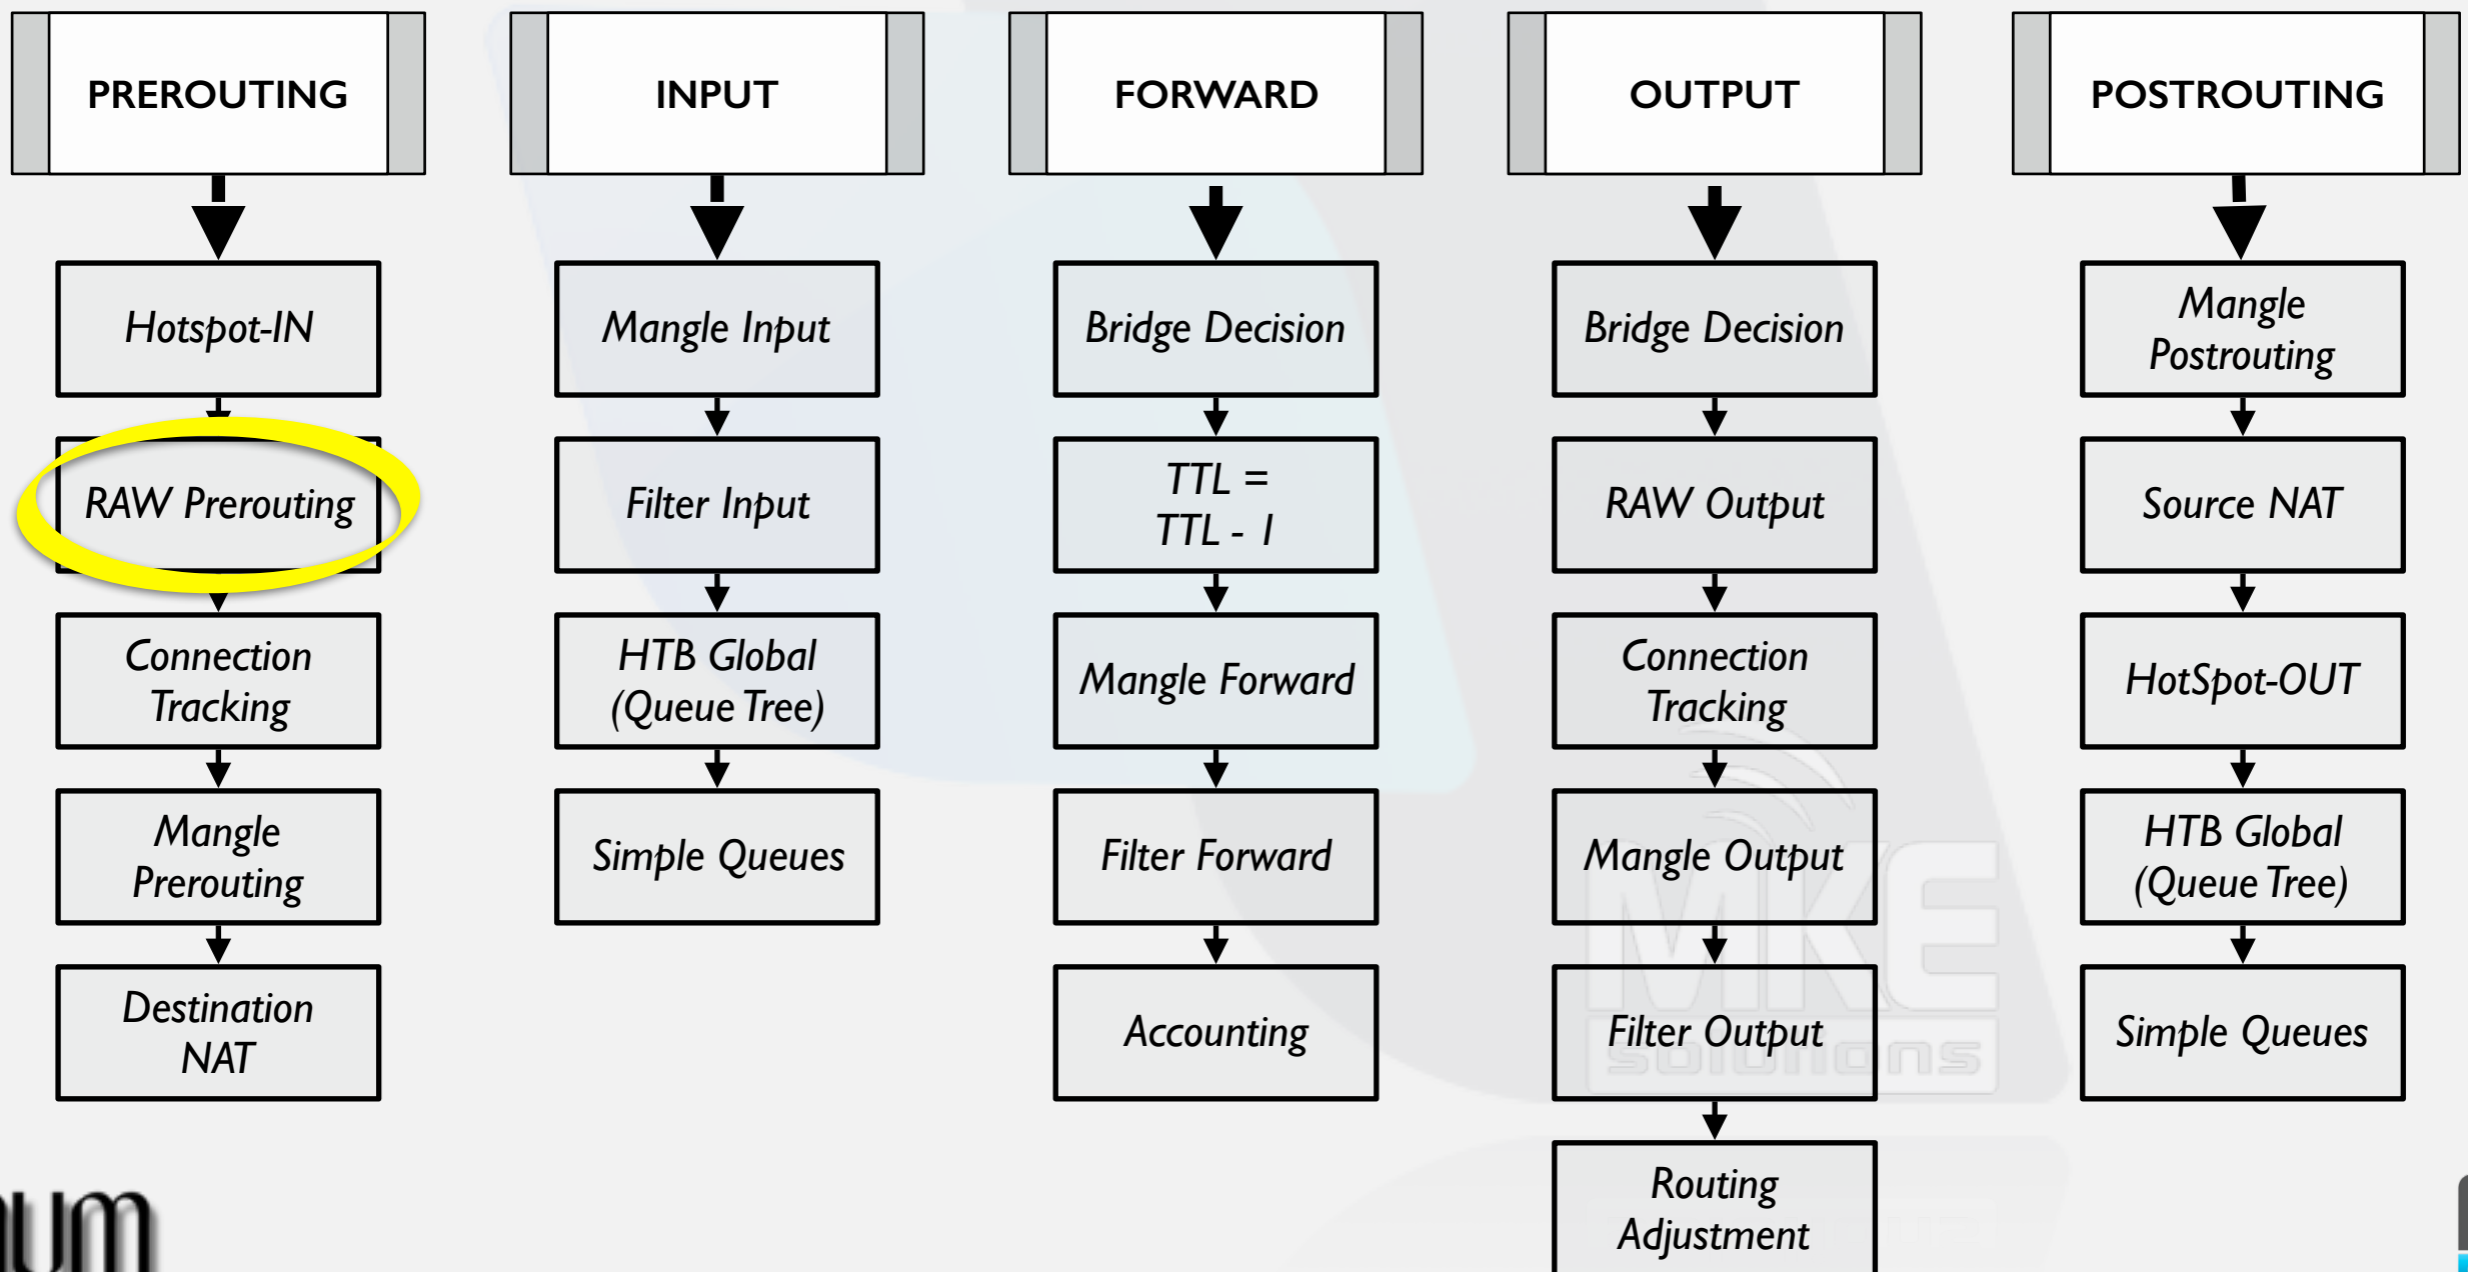 PREROUTING
Hotspot-IN
RAW Prerouting
Connection
Tracking
Mangle
Prerouting
Destination
NAT
INPUT
Mangle Input
Filter Input
HTB Global
(Queue Tree)
Simple Queues
FORWARD
Bridge Decision
TTL =
TTL - 1
Mangle Forward
Filter Forward
Accounting
OUTPUT
Bridge Decision
RAW Output
Connection
Tracking
Mangle Output
Filter Output
Routing
Adjustment
POSTROUTING
Mangle
Postrouting
Source NAT
HotSpot-OUT
HTB Global
(Queue Tree)
Simple Queues
MKE
solutions